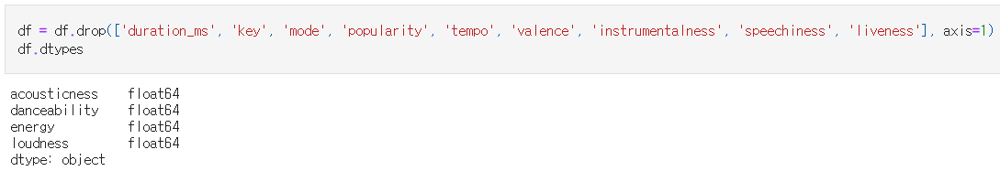 df = df.drop(['duration_ms', 'key', 'mode', 'popularity', 'tempo', 'valence', 'instrumentalness', 'speechiness', 'liveness'], axis=1)
df.dtypes
acousticness    float64
danceability    float64
energy          float64
loudness        float64
dtype: object